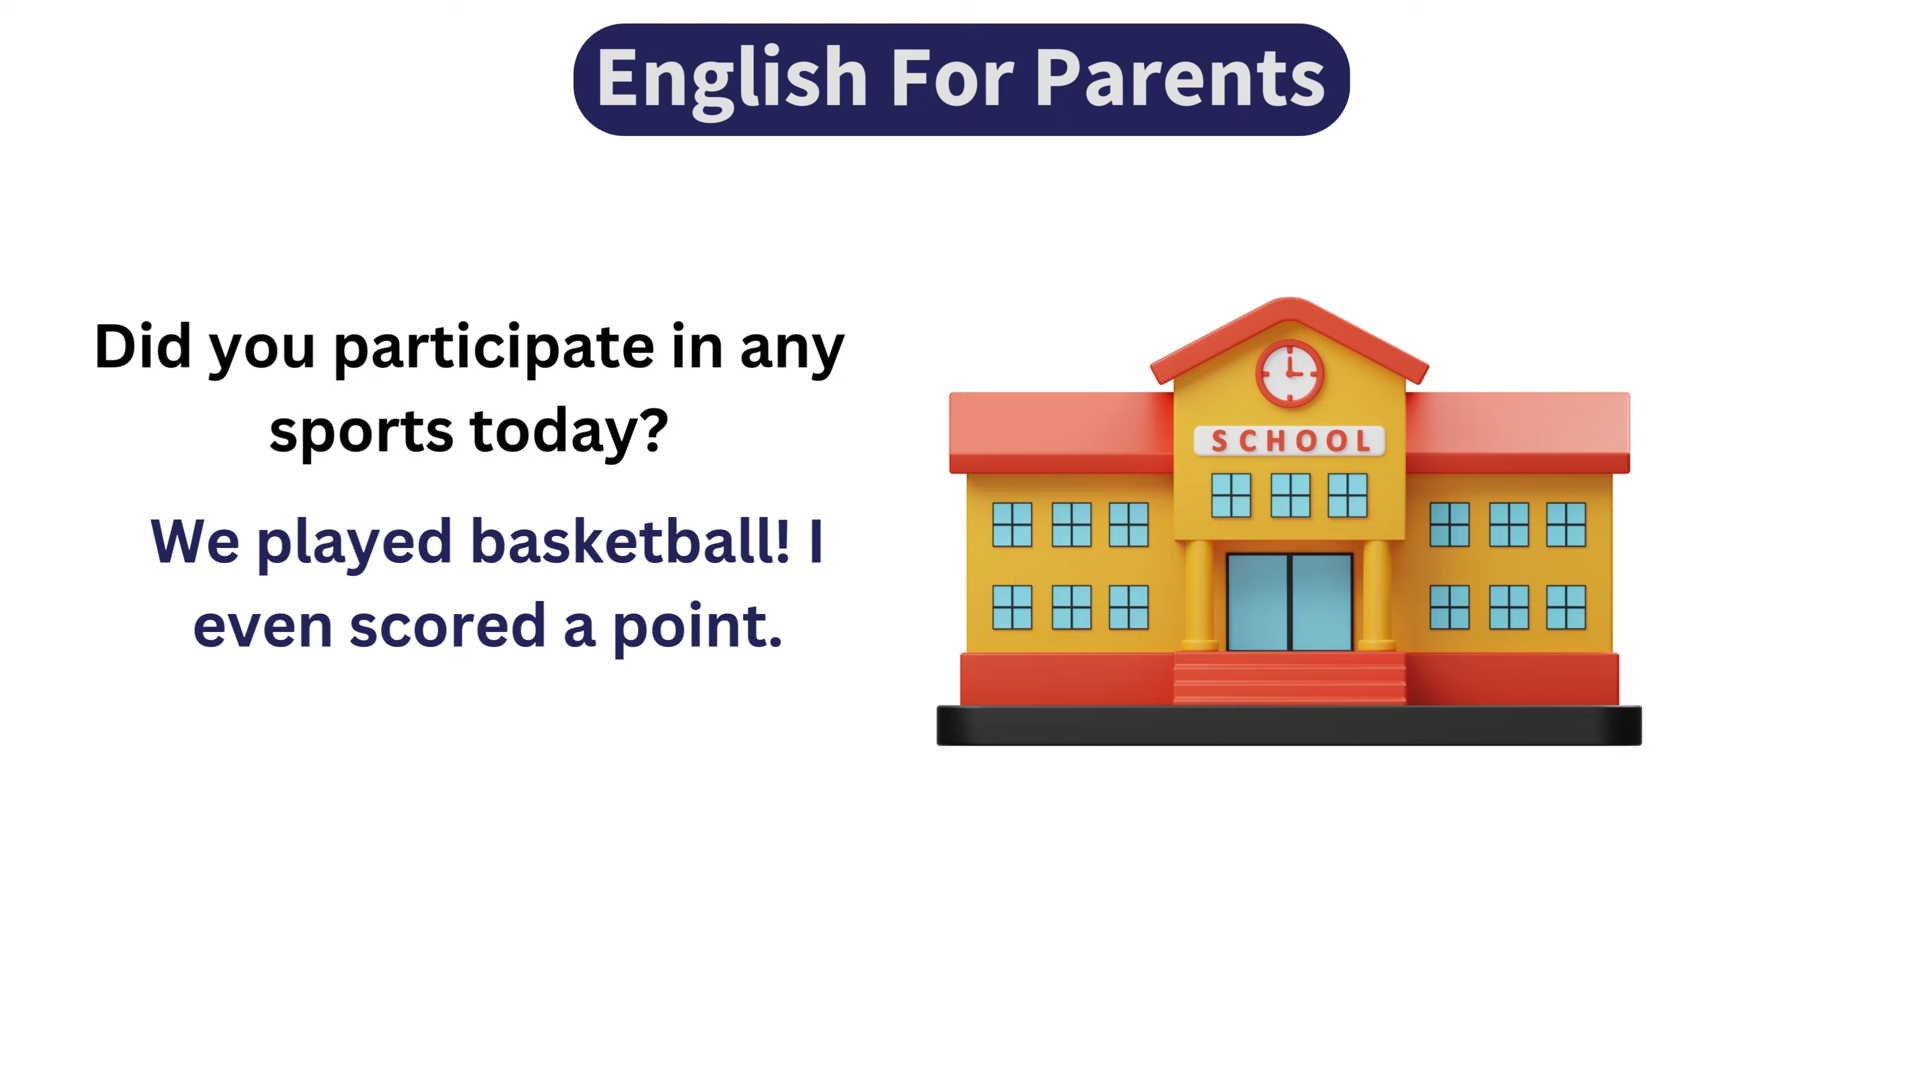 English For Parents
Did you participate in any
sports today?
We played basketball! I
even scored a point.
SCHOOL